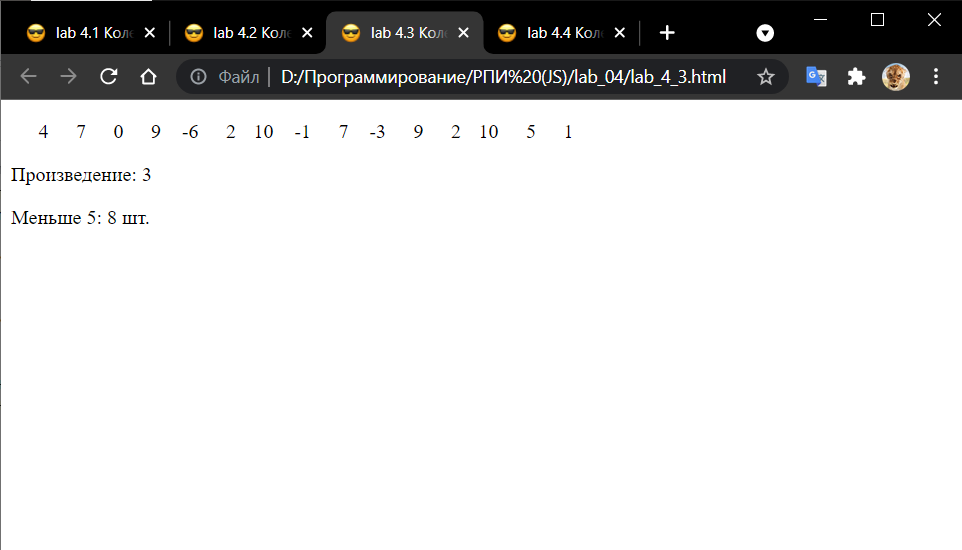 lab 4.1 Кол lab 4.2 Кол lab 4.3 Кол lab 4.4 Кол
Файл D:/Программирование/РПИ%20(JS)/lab_04/lab_4_3.html
4 7 0 9 -6 2 10 -1 7 -3 9 2 10 5 1
Произведение: 3
Меньше 5: 8 шт.